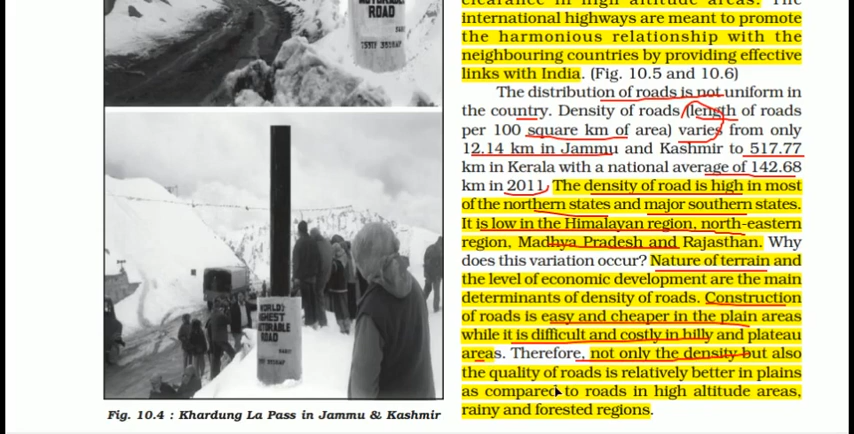 ROAD
clearance in high altitude areas. The
international highways are meant to promote
the harmonious relationship with the
neighbouring countries by providing effective
links with India. (Fig. 10.5 and 10.6)
The distribution of roads is not uniform in
the country. Density of roads (length of roads
per 100 square km of area) varies from only
12.14 km in Jammu and Kashmir to 517.77
km in Kerala with a national average of 142.68
km in 2011. The density of road is high in most
of the northern states and major southern states.
It is low in the Himalayan region, north-eastern
region, Madhya Pradesh and Rajasthan. Why
does this variation occur? Nature of terrain and
the level of economic development are the main
determinants of density of roads. Construction
of roads is easy and cheaper in the plain areas
while it is difficult and costly in hilly and plateau
areas. Therefore, not only the density but also
the quality of roads is relatively better in plains
as compared to roads in high altitude areas,
rainy and forested regions.
WORLD'S
HIGHEST
MOTORABLE
ROAD
Fig. 10.4 : Khardung La Pass in Jammu & Kashmir